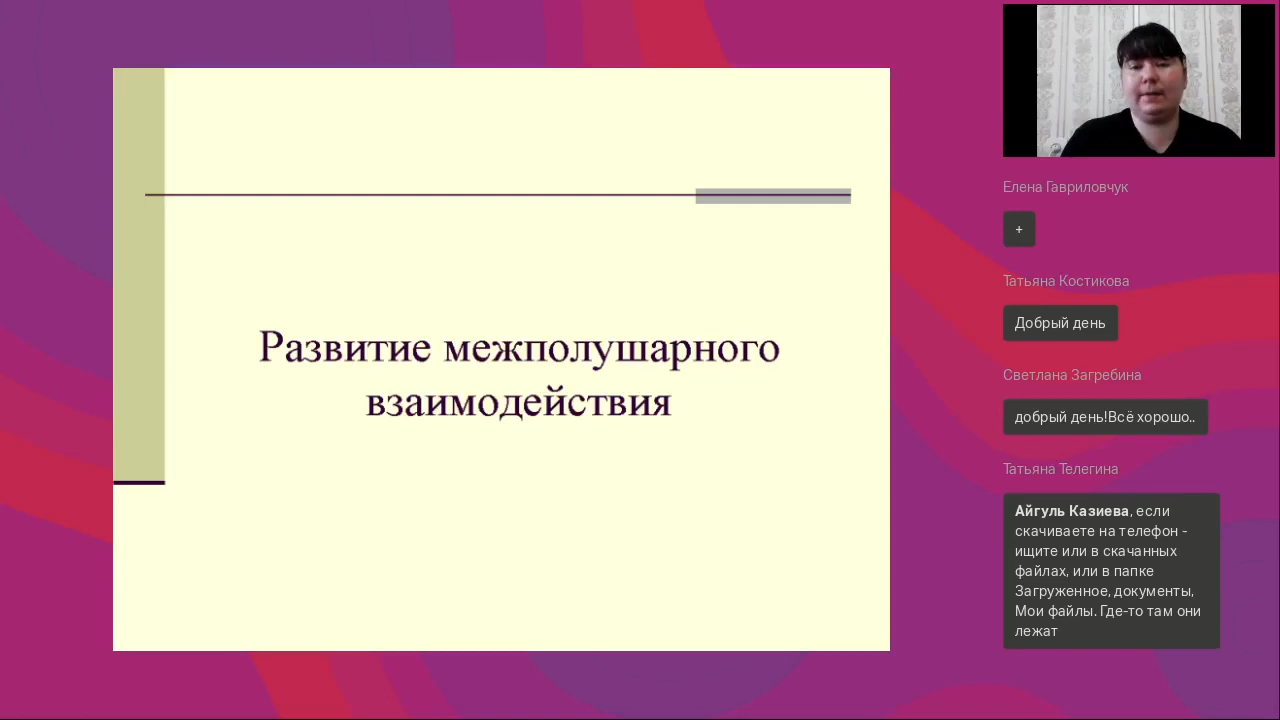 Развитие межполушарного
взаимодействия
Елена Гавриловчук
+
Татьяна Костикова
Добрый день
Светлана Загребина
добрый день!Всё хорошо..
Татьяна Телегина
Айгуль Казиева, если
скачиваете на телефон -
ищите или в скачанных
файлах, или в папке
Загруженное, документы,
Мои файлы. Где-то там они
лежат